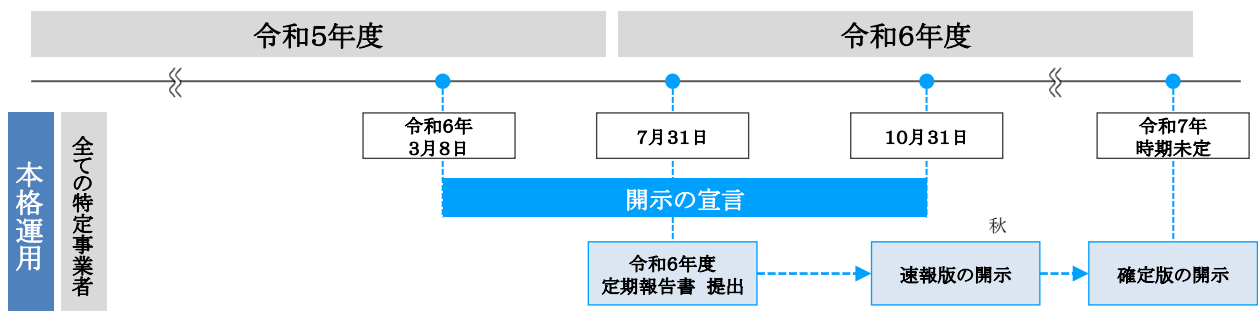 令和5年度
令和6年度
令和6年
3月8日
7月31日
10月31日
令和7年
時期未定
本格運用
全ての特定事業者
開示の宣言
秋
令和6年度
定期報告書 提出
速報版の開示
確定版の開示